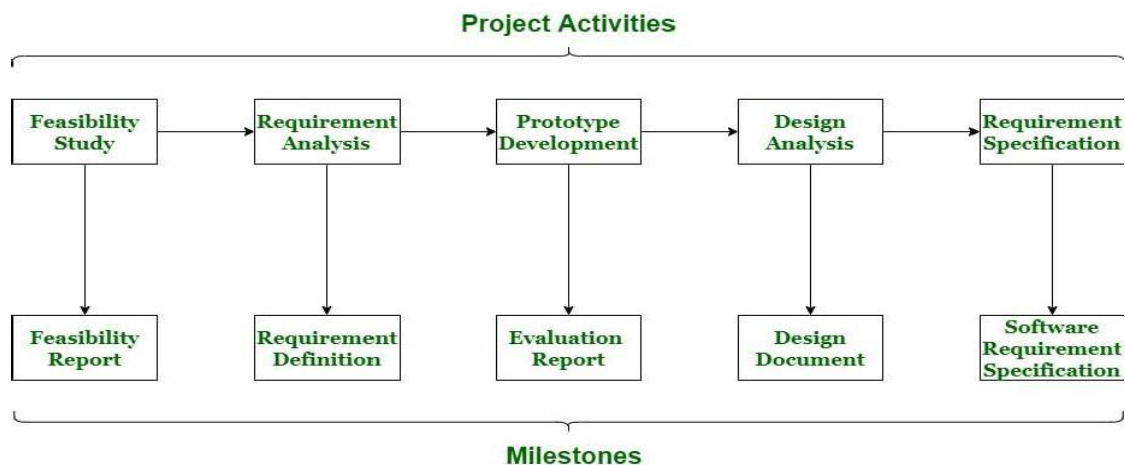 Project Activities
Feasibility
Study
Requirement
Analysis
Prototype
Development
Design
Analysis
Requirement
Specification
Feasibility
Report
Requirement
Definition
Evaluation
Report
Design
Document
Software
Requirement
Specification
Milestones